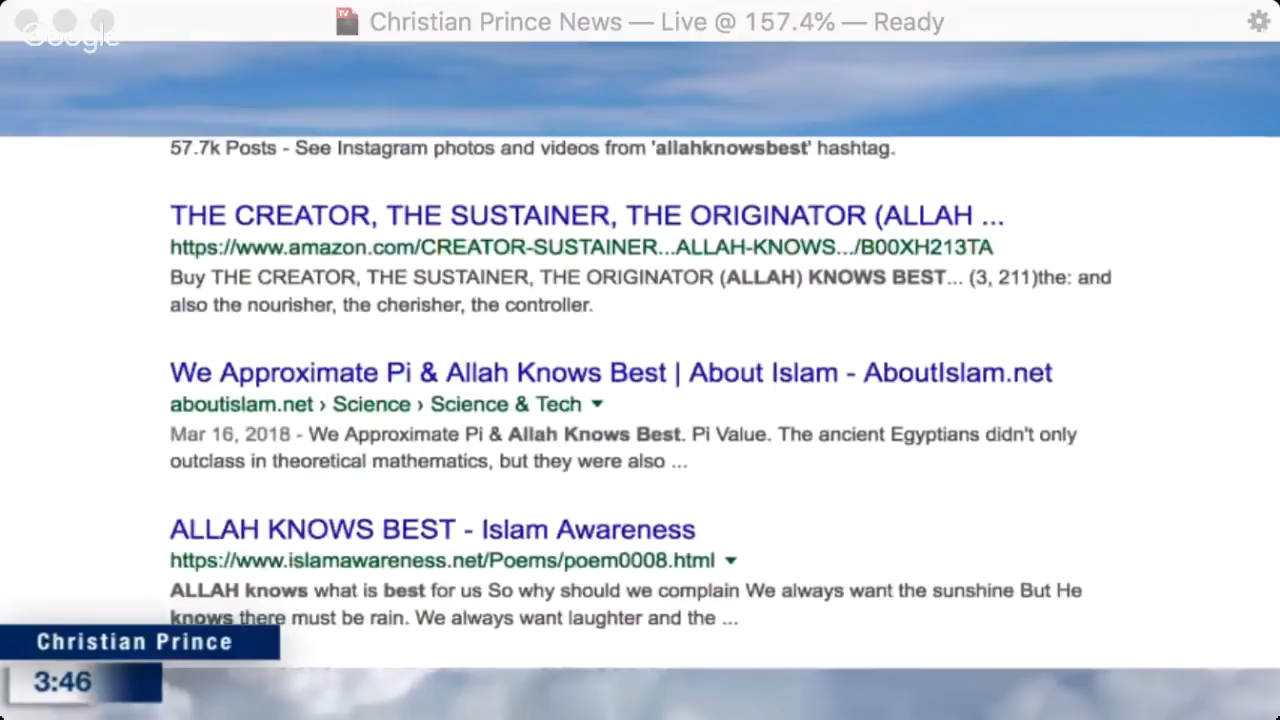 Christian Prince News — Live @ 157.4% — Ready
Google
57.7k Posts - See Instagram photos and videos from 'allahknowsbest' hashtag.
THE CREATOR, THE SUSTAINER, THE ORIGINATOR (ALLAH ...
https://www.amazon.com/CREATOR-SUSTAINER...ALLAH-KNOWS.../B00XH213TA
Buy THE CREATOR, THE SUSTAINER, THE ORIGINATOR (ALLAH) KNOWS BEST... (3, 211)the: and
also the nourisher, the cherisher, the controller.
We Approximate Pi & Allah Knows Best | About Islam - AboutIslam.net
aboutislam.net › Science › Science & Tech
Mar 16, 2018 - We Approximate Pi & Allah Knows Best. Pi Value. The ancient Egyptians didn't only
outclass in theoretical mathematics, but they were also ...
ALLAH KNOWS BEST - Islam Awareness
https://www.islamawareness.net/Poems/poem0008.html
ALLAH knows what is best for us So why should we complain We always want the sunshine But He
knows there must be rain. We always want laughter and the ...
Christian Prince
3:46